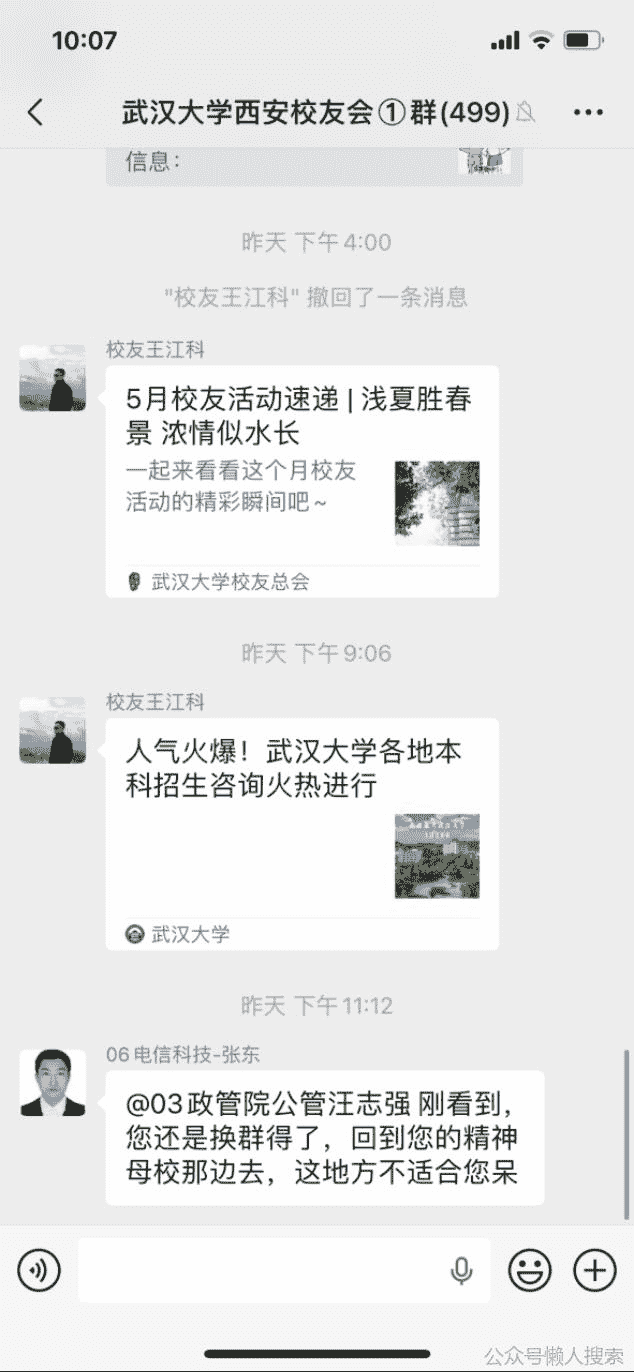 10:07
武汉大学西安校友会①群(499)
信息：
昨天 下午4:00
"校友王江科" 撤回了一条消息
校友王江科
5月校友活动速递 | 浅夏胜春
景 浓情似水长
一起来看看这个月校友
活动的精彩瞬间吧～
武汉大学校友总会
昨天 下午9:06
校友王江科
人气火爆！武汉大学各地本
科招生咨询火热进行
武汉大学
昨天 下午11:12
06电信科技-张东
@03政管院公管汪志强 刚看到，
您还是换群得了，回到您的精神
母校那边去，这地方不适合您呆
公众号懒人搜索